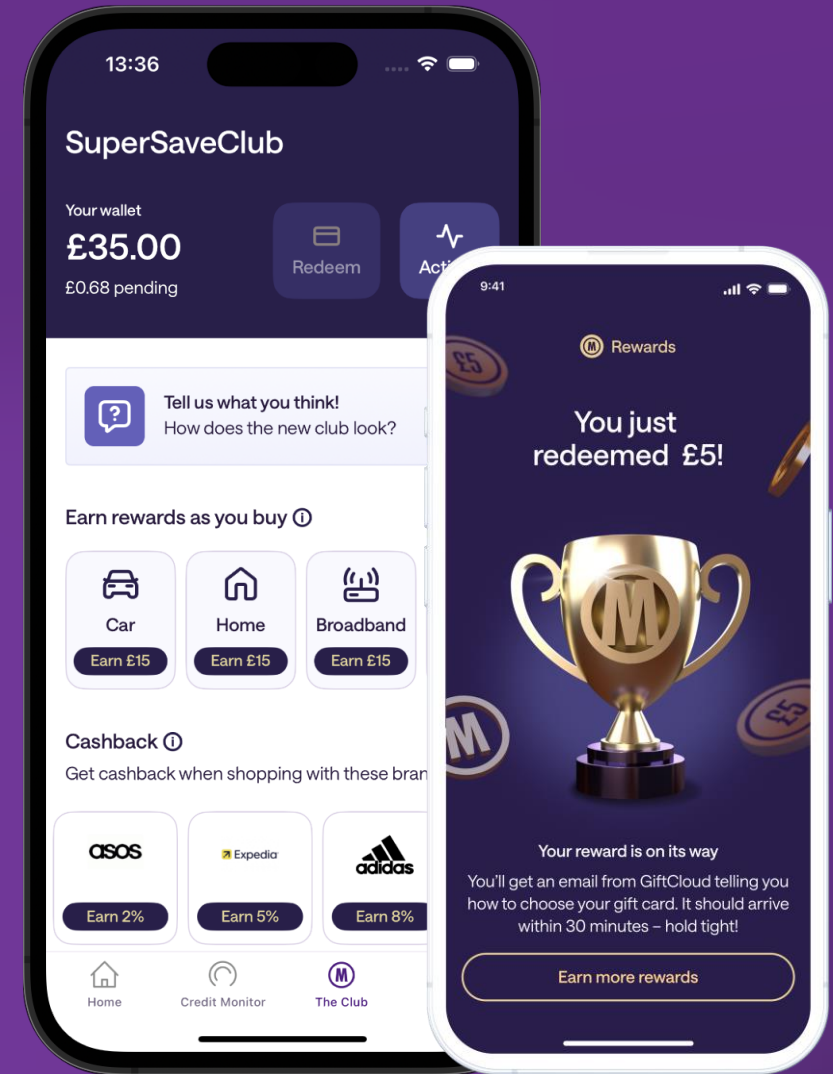 13:36
SuperSaveClub
Your wallet
£35.00
£0.68 pending
Redeem
Tell us what you think!
How does the new club look?
Earn rewards as you buy
Car
Home
Broadband
Earn £15
Earn £15
Earn £15
Cashback
Get cashback when shopping with these
asos
Expedia
adidas
Earn 2%
Earn 5%
Earn 8%
Home
Credit Monitor
M
The Club
9:41
M Rewards
£5
You just
redeemed £5!
M
M
£5
Your reward is on its way
You'll get an email from GiftCloud telling you
how to choose your gift card. It should arrive
within 30 minutes – hold tight!
Earn more rewards